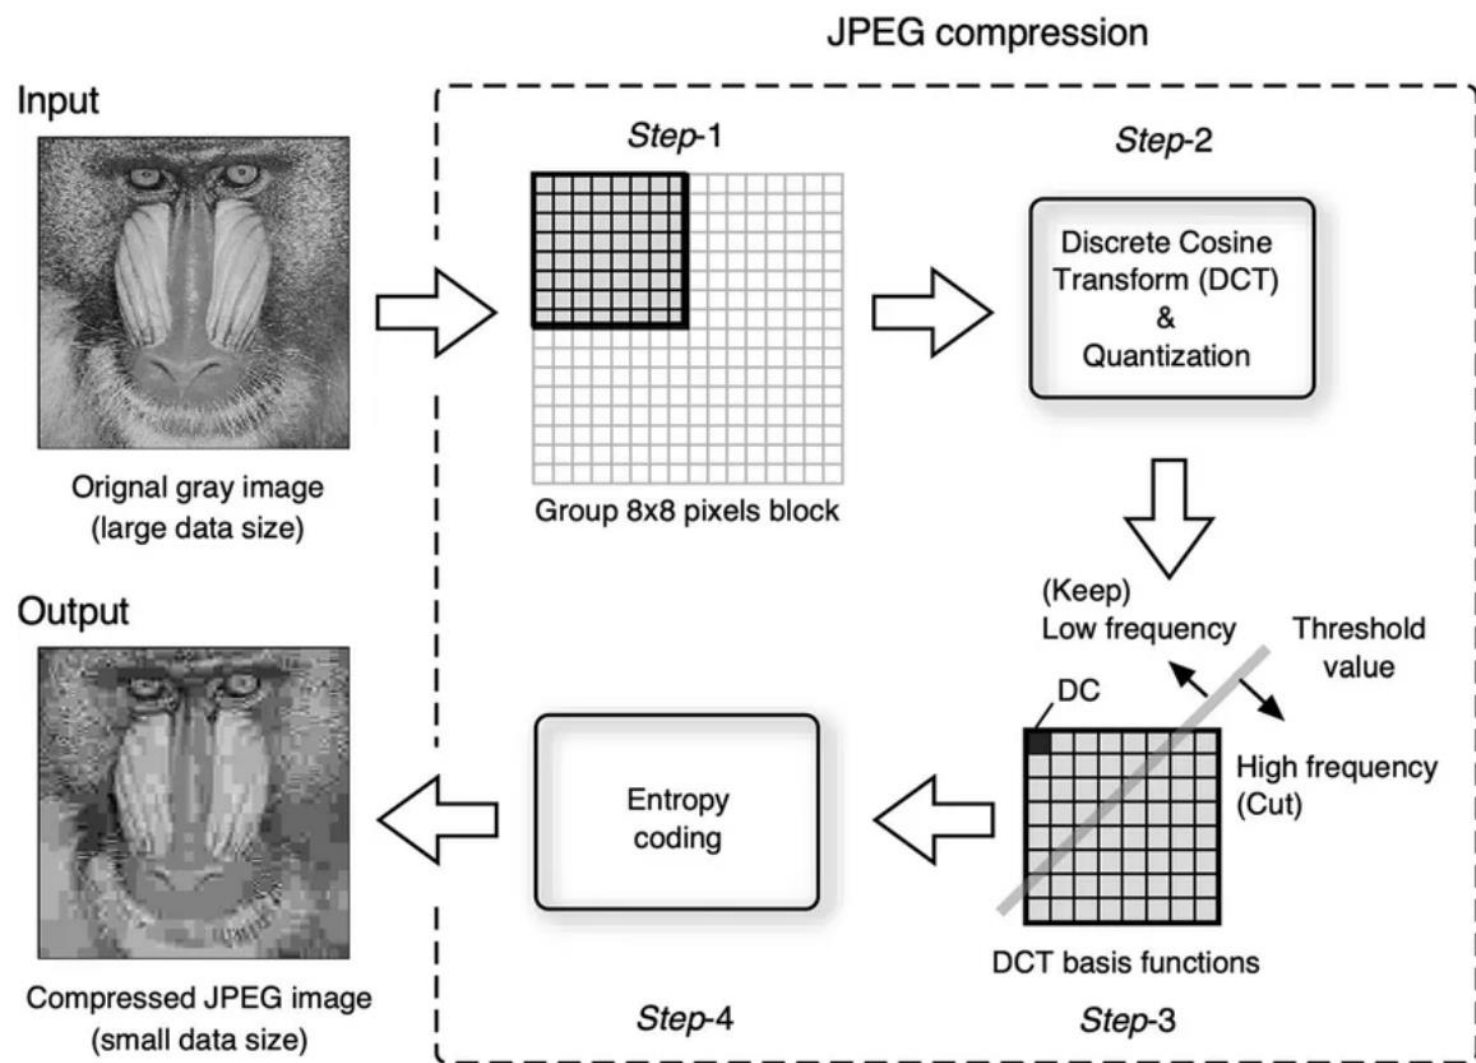 JPEG compression
Input
Step-1
Step-2
Discrete Cosine
Transform (DCT)
&
Quantization
Orignal gray image
(large data size)
Group 8x8 pixels block
(Keep)
Low frequency
Threshold
value
DC
High frequency
(Cut)
DCT basis functions
Step-3
Entropy
coding
Step-4
Output
Compressed JPEG image
(small data size)